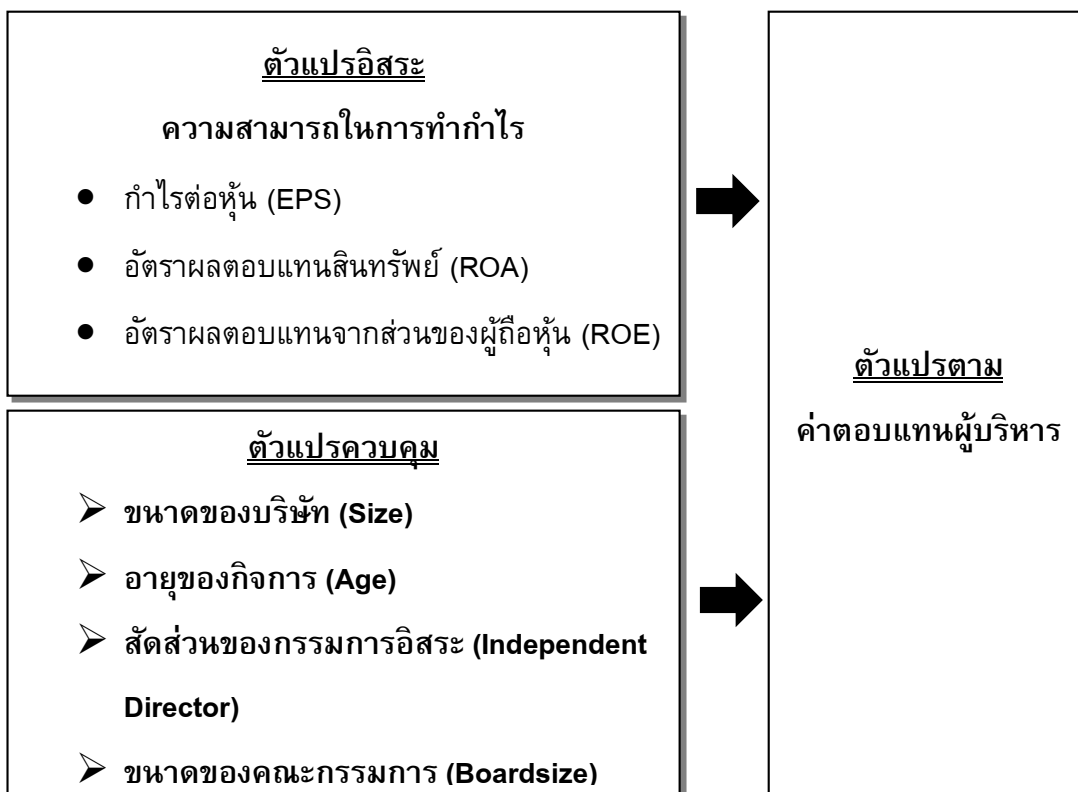 ตัวแปรอิสระ
ความสามารถในการทำกำไร
● กำไรต่อหุ้น (EPS)
● อัตราผลตอบแทนสินทรัพย์ (ROA)
● อัตราผลตอบแทนจากส่วนของผู้ถือหุ้น (ROE)
ตัวแปรควบคุม
➢ ขนาดของบริษัท (Size)
➢ อายุของกิจการ (Age)
➢ สัดส่วนของกรรมการอิสระ (Independent
Director)
➢ ขนาดของคณะกรรมการ (Boardsize)
ตัวแปรตาม
ค่าตอบแทนผู้บริหาร